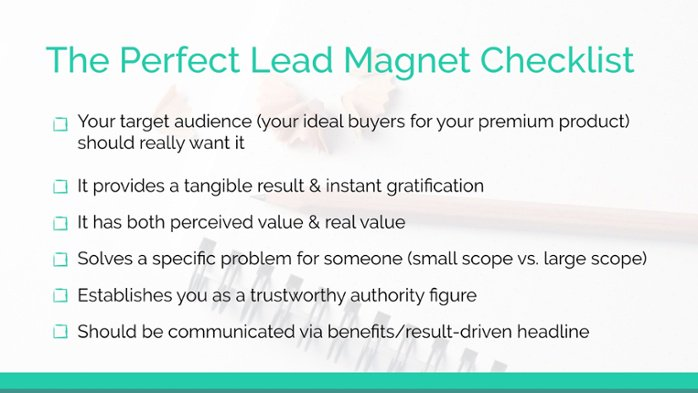 The Perfect Lead Magnet Checklist
Your target audience (your ideal buyers for your premium product)
should really want it
It provides a tangible result & instant gratification
It has both perceived value & real value
Solves a specific problem for someone (small scope vs. large scope)
Establishes you as a trustworthy authority figure
Should be communicated via benefits/result-driven headline